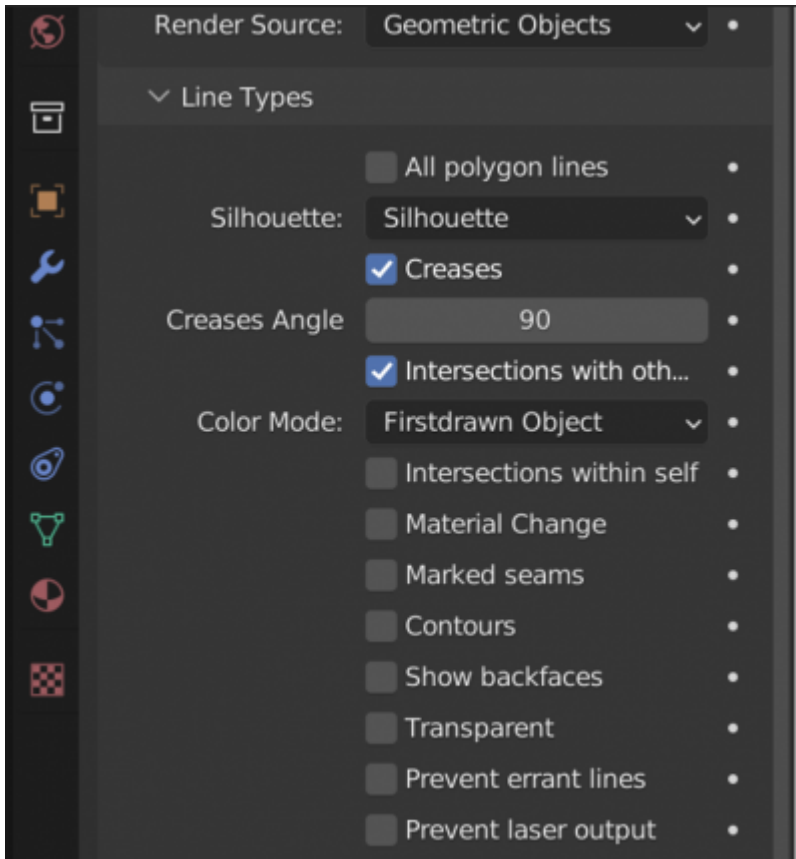 Render Source: Geometric Objects
Line Types
All polygon lines
Silhouette: Silhouette
Creases
Creases Angle 90
Intersections with oth...
Color Mode: Firstdrawn Object
Intersections within self
Material Change
Marked seams
Contours
Show backfaces
Transparent
Prevent errant lines
Prevent laser output